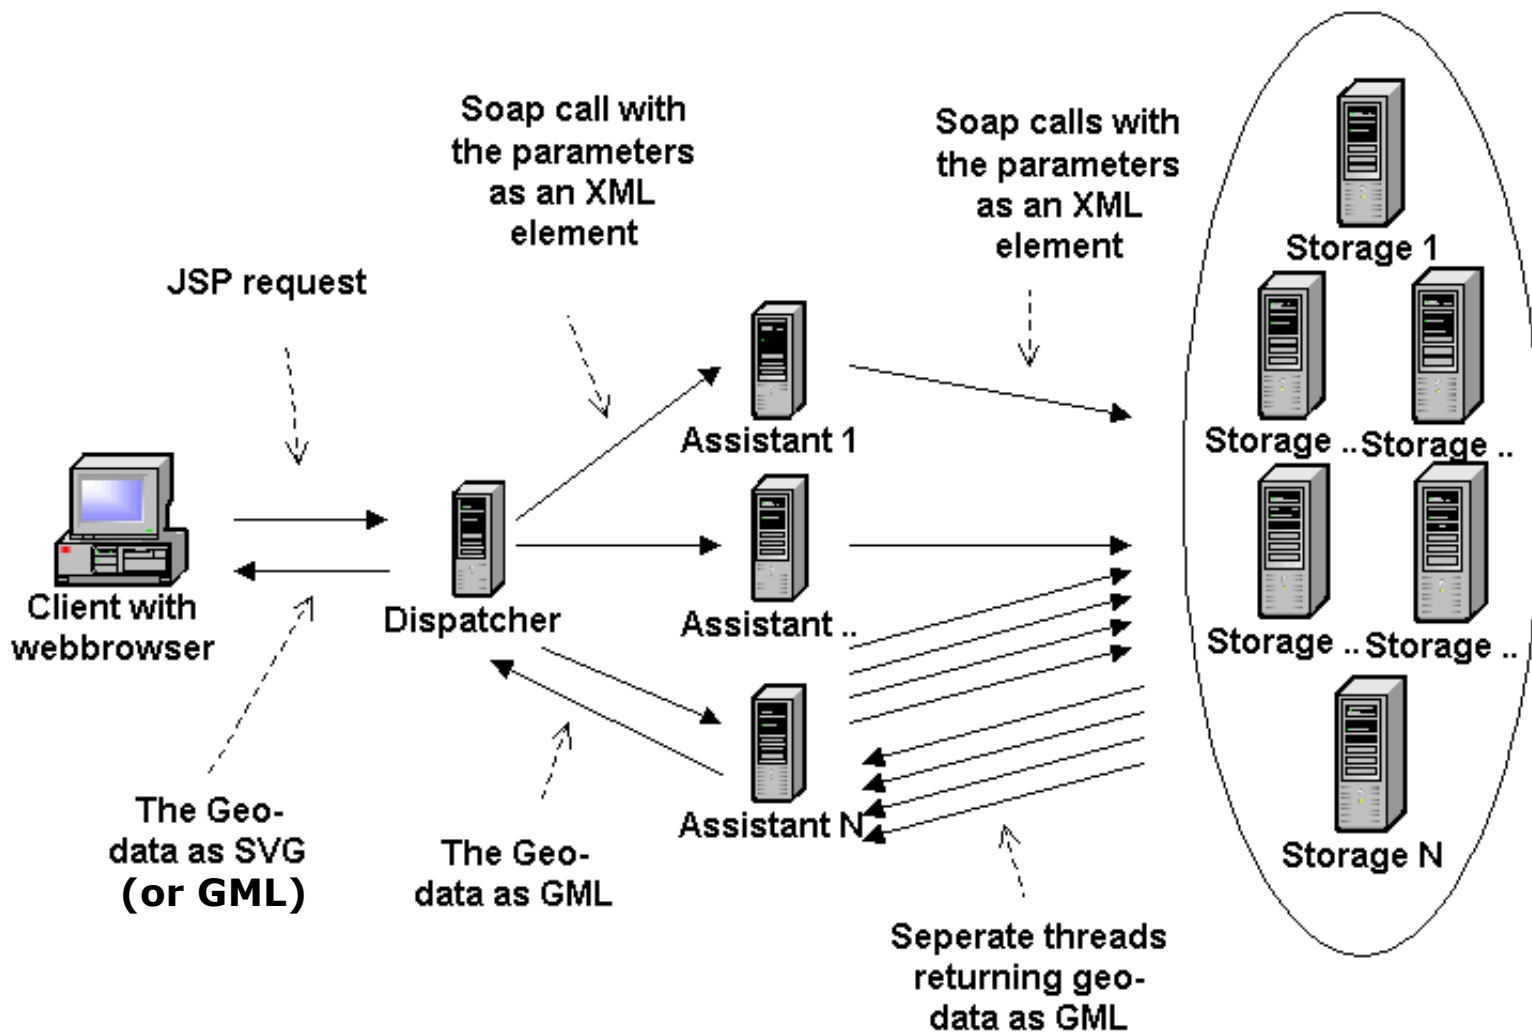 Soap call with
the parameters
as an XML
element
Soap calls with
the parameters
as an XML
element
Storage 1
JSP request
Storage ..
Storage ..
Assistant 1
Client with
webbrowser
Dispatcher
Assistant ..
Storage ..
Storage ..
The Geo-
data as SVG
(or GML)
The Geo-
data as GML
Assistant N
Storage N
Seperate threads
returning geo-
data as GML